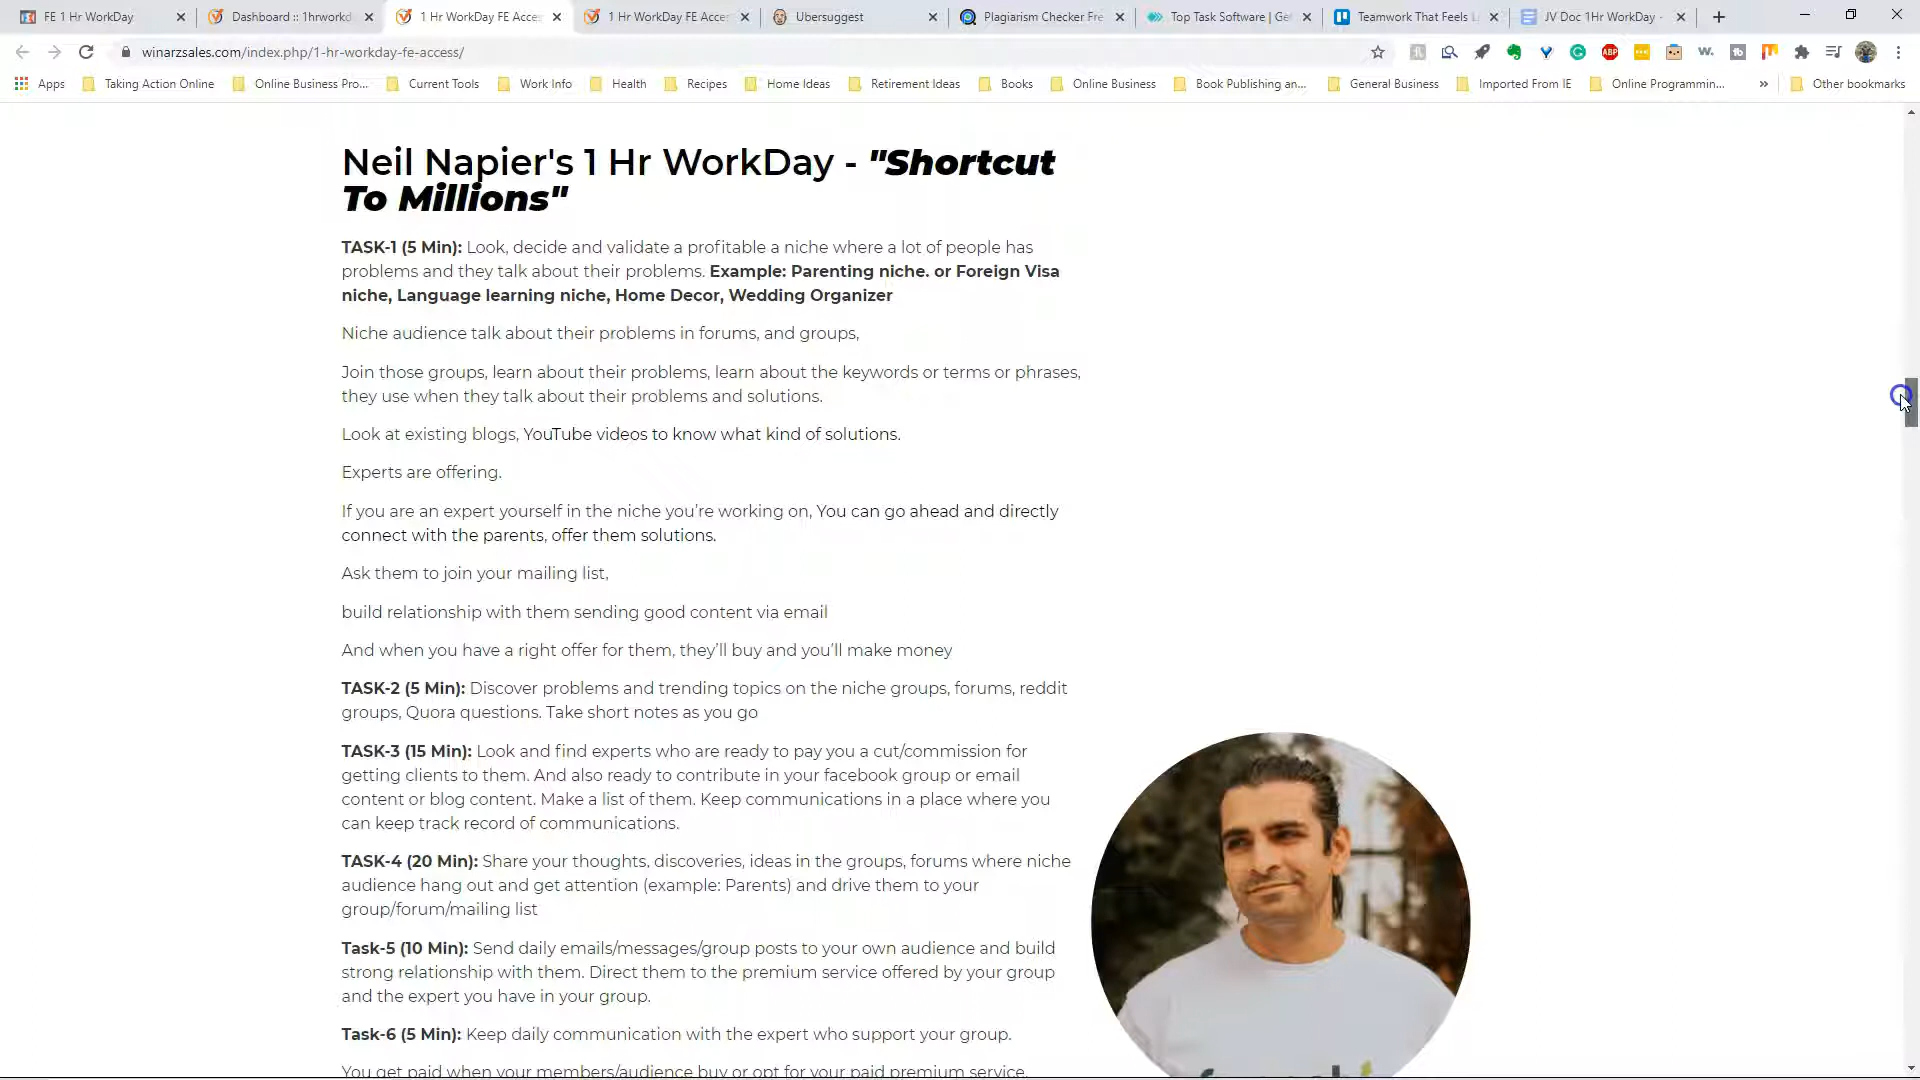 FE 1 Hr WorkDay
Dashboard :: 1hrworkd
1 Hr WorkDay FE Acce
1 Hr WorkDay FE Acce
Ubersuggest
Plagiarism Checker Fre
Top Task Software | Ge
Teamwork That Feels L
JV Doc 1Hr WorkDay -
winarzsales.com/index.php/1-hr-workday-fe-access/
ABP
Apps
Taking Action Online
Online Business Pro...
Current Tools
Work Info
Health
Recipes
Home Ideas
Retirement Ideas
Books
Online Business
Book Publishing an...
General Business
Imported From IE
Online Programmin...
»
Other bookmarks
Neil Napier's 1 Hr WorkDay - "Shortcut
To Millions"
TASK-1 (5 Min): Look, decide and validate a profitable a niche where a lot of people has
problems and they talk about their problems. Example: Parenting niche. or Foreign Visa
niche, Language learning niche, Home Decor, Wedding Organizer
Niche audience talk about their problems in forums, and groups,
Join those groups, learn about their problems, learn about the keywords or terms or phrases,
they use when they talk about their problems and solutions.
Look at existing blogs, YouTube videos to know what kind of solutions.
Experts are offering.
If you are an expert yourself in the niche you're working on, You can go ahead and directly
connect with the parents, offer them solutions.
Ask them to join your mailing list,
build relationship with them sending good content via email
And when you have a right offer for them, they'll buy and you'll make money
TASK-2 (5 Min): Discover problems and trending topics on the niche groups, forums, reddit
groups, Quora questions. Take short notes as you go
TASK-3 (15 Min): Look and find experts who are ready to pay you a cut/commission for
getting clients to them. And also ready to contribute in your facebook group or email
content or blog content. Make a list of them. Keep communications in a place where you
can keep track record of communications.
TASK-4 (20 Min): Share your thoughts, discoveries, ideas in the groups, forums where niche
audience hang out and get attention (example: Parents) and drive them to your
group/forum/mailing list
Task-5 (10 Min): Send daily emails/messages/group posts to your own audience and build
strong relationship with them. Direct them to the premium service offered by your group
and the expert you have in your group.
Task-6 (5 Min): Keep daily communication with the expert who support your group.
You get paid when your members/audience buy or opt for your paid premium service.